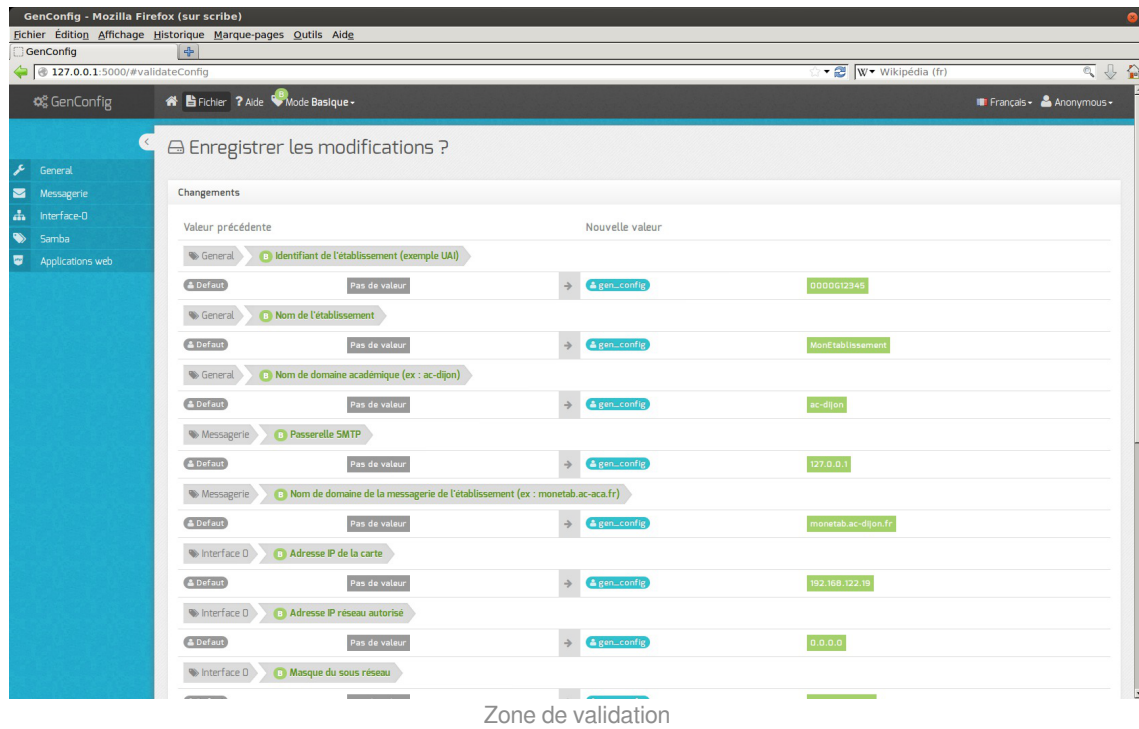 GenConfig - Mozilla Firefox (sur scribe)
Fichier Édition Affichage Historique Marque-pages Outils Aide
GenConfig
127.0.0.1:5000/#validateConfig
Wikipédia (fr)
GenConfig
Fichier ? Aide Mode Basique
Français Anonymous
Enregistrer les modifications ?
General
Messagerie
Interface-0
Samba
Applications web
Changements
Valeur précédente Nouvelle valeur
General B Identifiant de l'établissement (exemple UAI)
Defaut Pas de valeur gen_config 0000G12345
General B Nom de l'établissement
Defaut Pas de valeur gen_config MonEtablissement
General B Nom de domaine académique (ex : ac-dijon)
Defaut Pas de valeur gen_config ac-dijon
Messagerie B Passerelle SMTP
Defaut Pas de valeur gen_config 127.0.0.1
Messagerie B Nom de domaine de la messagerie de l'établissement (ex : monetab.ac-aca.fr)
Defaut Pas de valeur gen_config monetab.ac-dijon.fr
Interface 0 B Adresse IP de la carte
Defaut Pas de valeur gen_config 192.168.122.19
Interface 0 B Adresse IP réseau autorisé
Defaut Pas de valeur gen_config 0.0.0.0
Interface 0 B Masque du sous réseau
Zone de validation